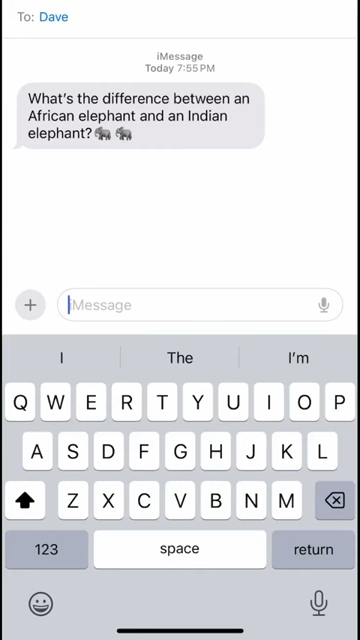 To: Dave
iMessage
Today 7:55 PM
What's the difference between an
African elephant and an Indian
elephant?🐘 🐘
iMessage
I The I'm
Q W E R T Y U I O P
A S D F G H J K L
Z X C V B N M
123 space return